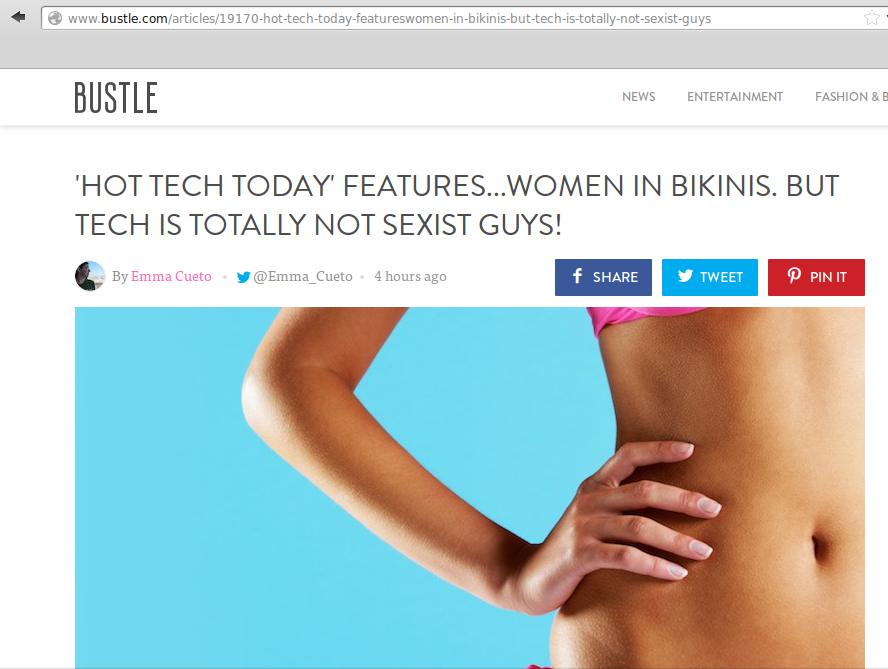 www.bustle.com/articles/19170-hot-tech-today-featureswomen-in-bikinis-but-tech-is-totally-not-sexist-guys
BUSTLE
NEWS ENTERTAINMENT FASHION & B
'HOT TECH TODAY' FEATURES...WOMEN IN BIKINIS. BUT
TECH IS TOTALLY NOT SEXIST GUYS!
By Emma Cueto • @Emma_Cueto • 4 hours ago
SHARE TWEET PIN IT